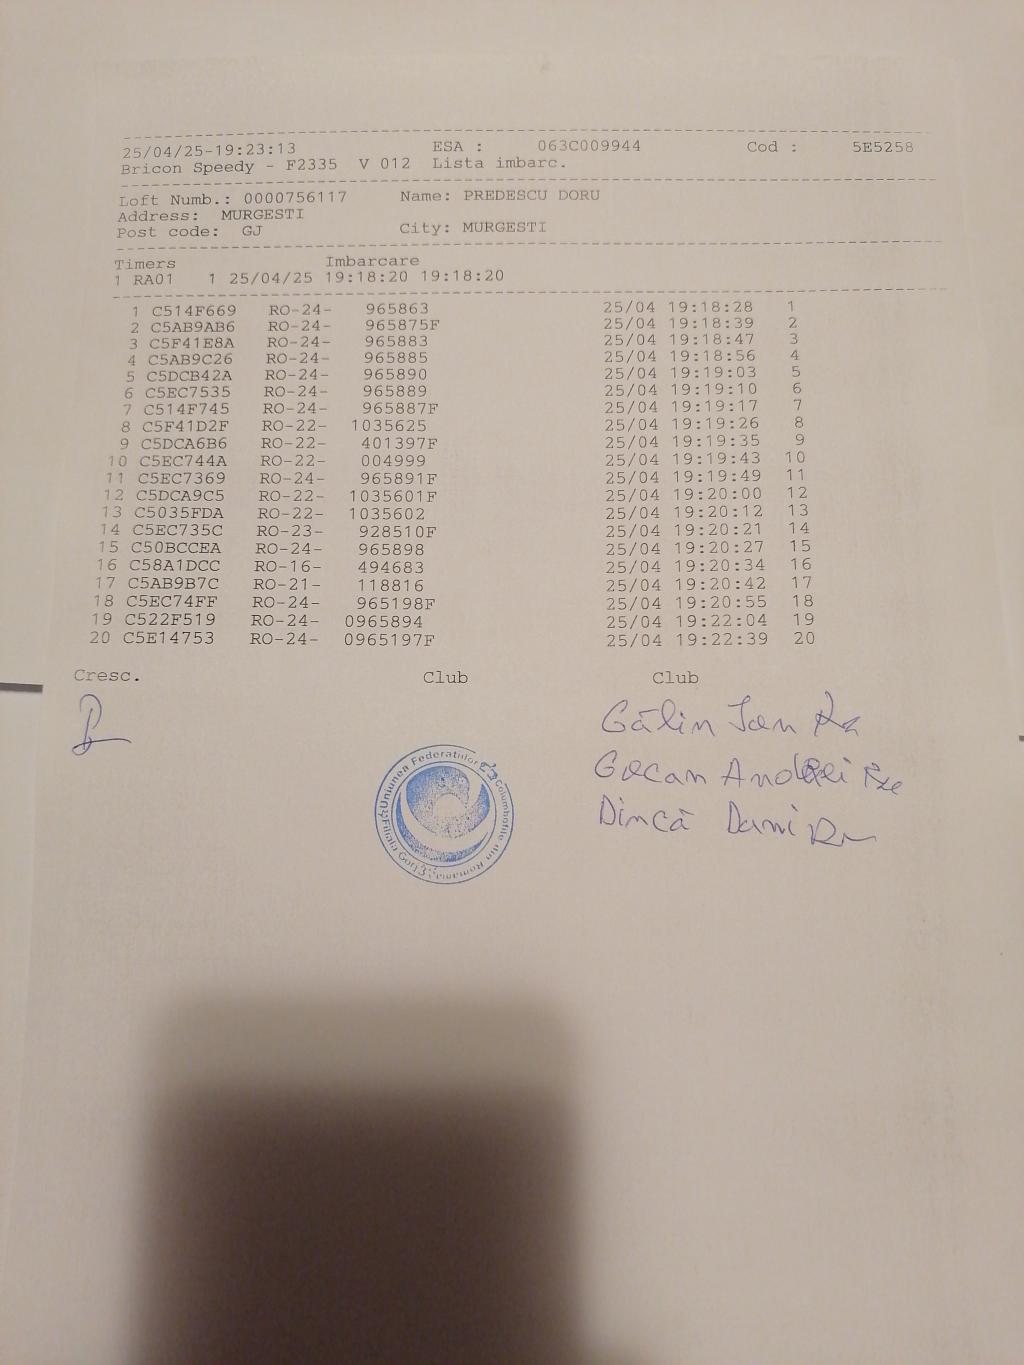 25/04/25-19:23:13 ESA : 063C009944 Cod : 5E5258
Bricon Speedy - F2335 V 012 Lista imbarc.
Loft Numb.: 0000756117 Name: PREDESCU DORU
Address: MURGESTI
Post code: GJ City: MURGESTI
Timers Imbarcare
1 RA01 1 25/04/25 19:18:20 19:18:20
1 C514F669 RO-24- 965863 25/04 19:18:28 1
2 C5AB9AB6 RO-24- 965875F 25/04 19:18:39 2
3 C5F41E8A RO-24- 965883 25/04 19:18:47 3
4 C5AB9C26 RO-24- 965885 25/04 19:18:56 4
5 C5DCB42A RO-24- 965890 25/04 19:19:03 5
6 C5EC7535 RO-24- 965889 25/04 19:19:10 6
7 C514F745 RO-24- 965887F 25/04 19:19:17 7
8 C5F41D2F RO-22- 1035625 25/04 19:19:26 8
9 C5DCA6B6 RO-22- 401397F 25/04 19:19:35 9
10 C5EC744A RO-22- 004999 25/04 19:19:43 10
11 C5EC7369 RO-24- 965891F 25/04 19:19:49 11
12 C5DCA9C5 RO-22- 1035601F 25/04 19:20:00 12
13 C5035FDA RO-22- 1035602 25/04 19:20:12 13
14 C5EC735C RO-23- 928510F 25/04 19:20:21 14
15 C50BCCEA RO-24- 965898 25/04 19:20:27 15
16 C58A1DCC RO-16- 494683 25/04 19:20:34 16
17 C5AB9B7C RO-21- 118816 25/04 19:20:42 17
18 C5EC74FF RO-24- 965198F 25/04 19:20:55 18
19 C522F519 RO-24- 0965894 25/04 19:22:04 19
20 C5E14753 RO-24- 0965197F 25/04 19:22:39 20
Cresc. Club Club
Gălin Ian
Gocan Andrei
Dincă Dani
Uniunea Federatiilor Columbofile din Romania
Filiala Gorj